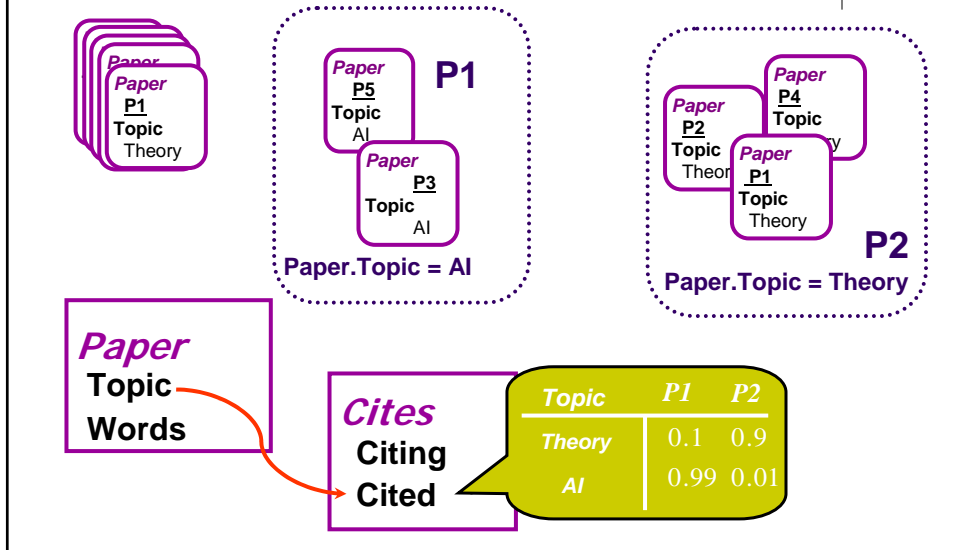 Paper
Paper
P1
Topic
Theory
Paper
P5
Topic
AI
P1
Paper
P3
Topic
AI
Paper.Topic = AI
Paper
P4
Topic
ry
Paper
P2
Topic
Theor
Paper
P1
Topic
Theory
P2
Paper.Topic = Theory
Paper
Topic
Words
Cites
Citing
Cited
Topic P1 P2
Theory 0.1 0.9
AI 0.99 0.01